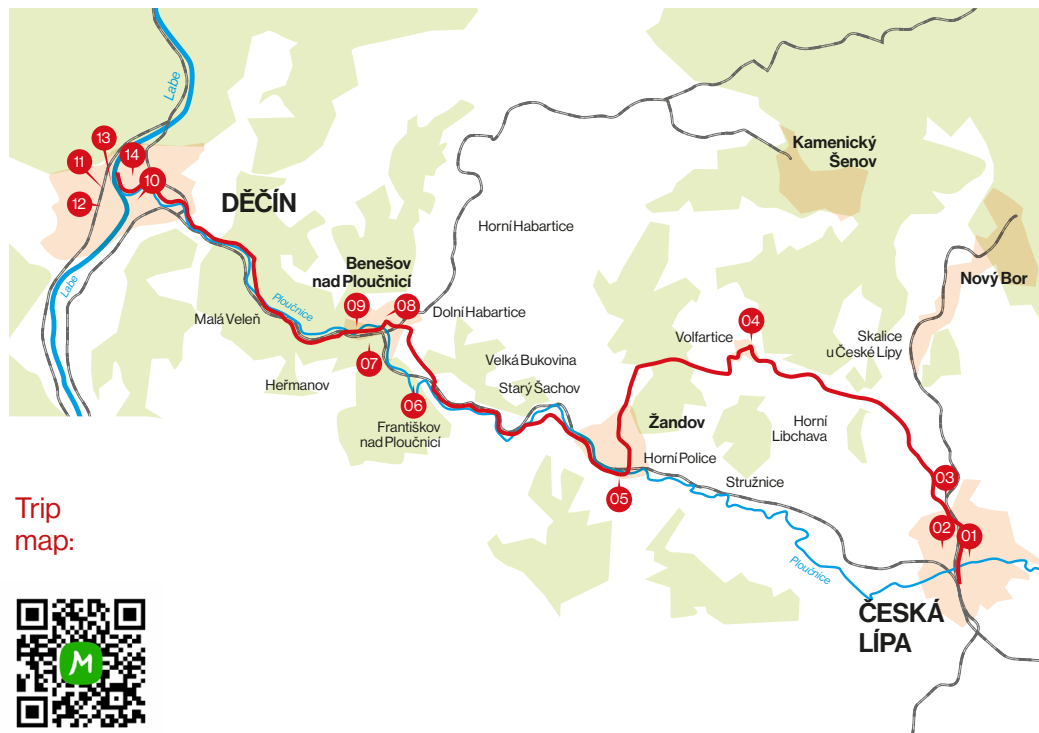 Labe
13
11
14
12
10
DĚČÍN
Labe
Kamenický
Šenov
Horní Habartice
Benešov
nad Ploučnicí
Ploučnice
Nový Bor
09
08
Dolní Habartice
Malá Veleň
04
Volfartice
Skalice
u České Lípy
07
Velká Bukovina
Heřmanov
Starý Šachov
06
Františkov
nad Ploučnicí
Žandov
Horní
Libchava
Horní Police
Stružnice
05
03
02
01
Ploučnice
ČESKÁ
LÍPA
Trip
map:
M